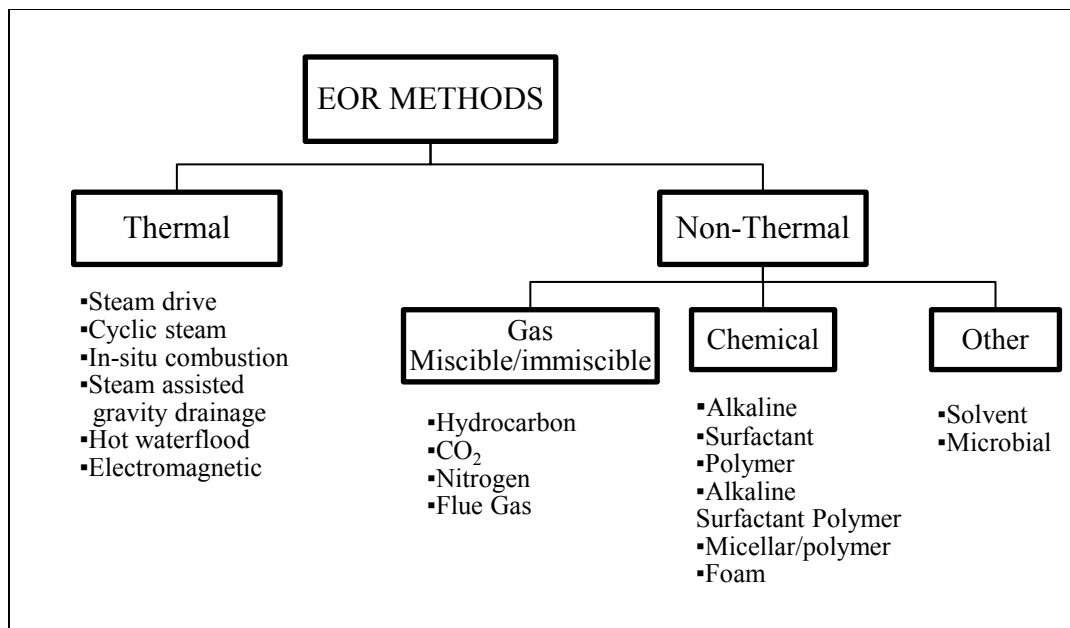 EOR METHODS
Thermal
▪Steam drive
▪Cyclic steam
▪In-situ combustion
▪Steam assisted
gravity drainage
▪Hot waterflood
▪Electromagnetic
Non-Thermal
Gas
Miscible/immiscible
▪Hydrocarbon
▪CO₂
▪Nitrogen
▪Flue Gas
Chemical
▪Alkaline
▪Surfactant
▪Polymer
▪Alkaline
Surfactant Polymer
▪Micellar/polymer
▪Foam
Other
▪Solvent
▪Microbial